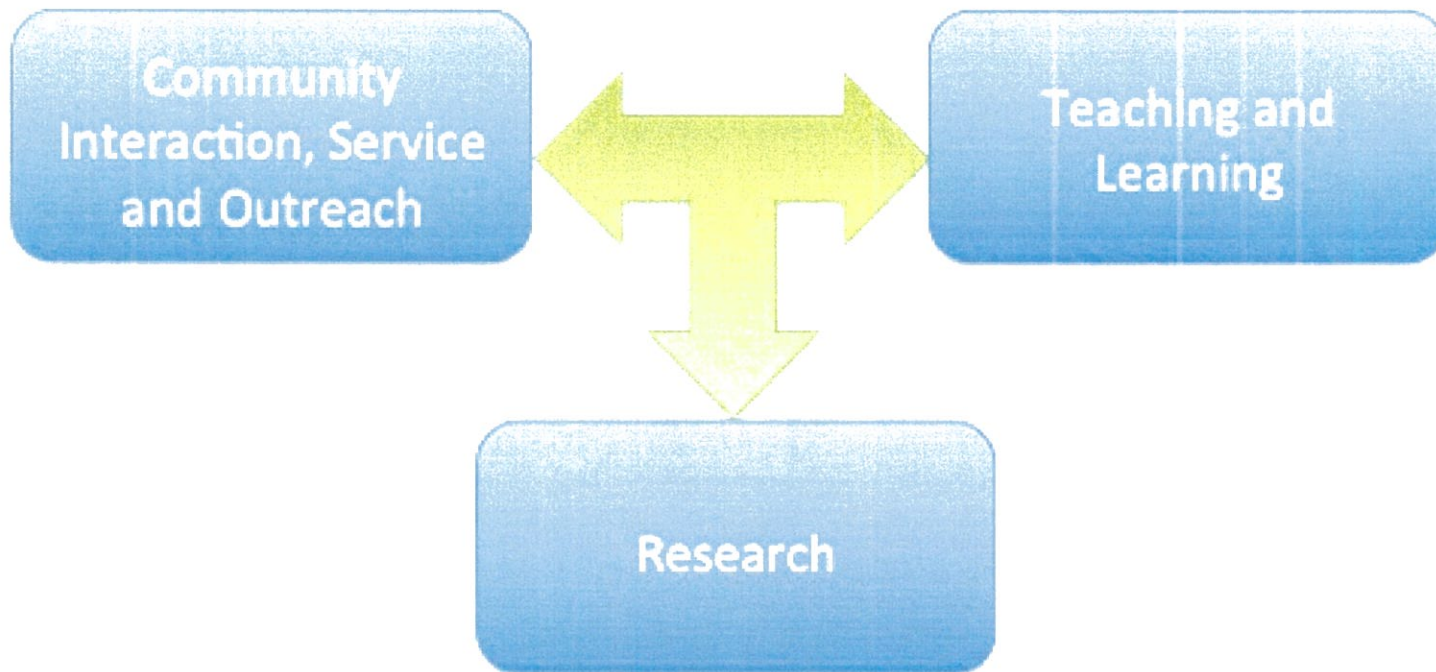 Community
Interaction, Service
and Outreach
Teaching and
Learning
Research